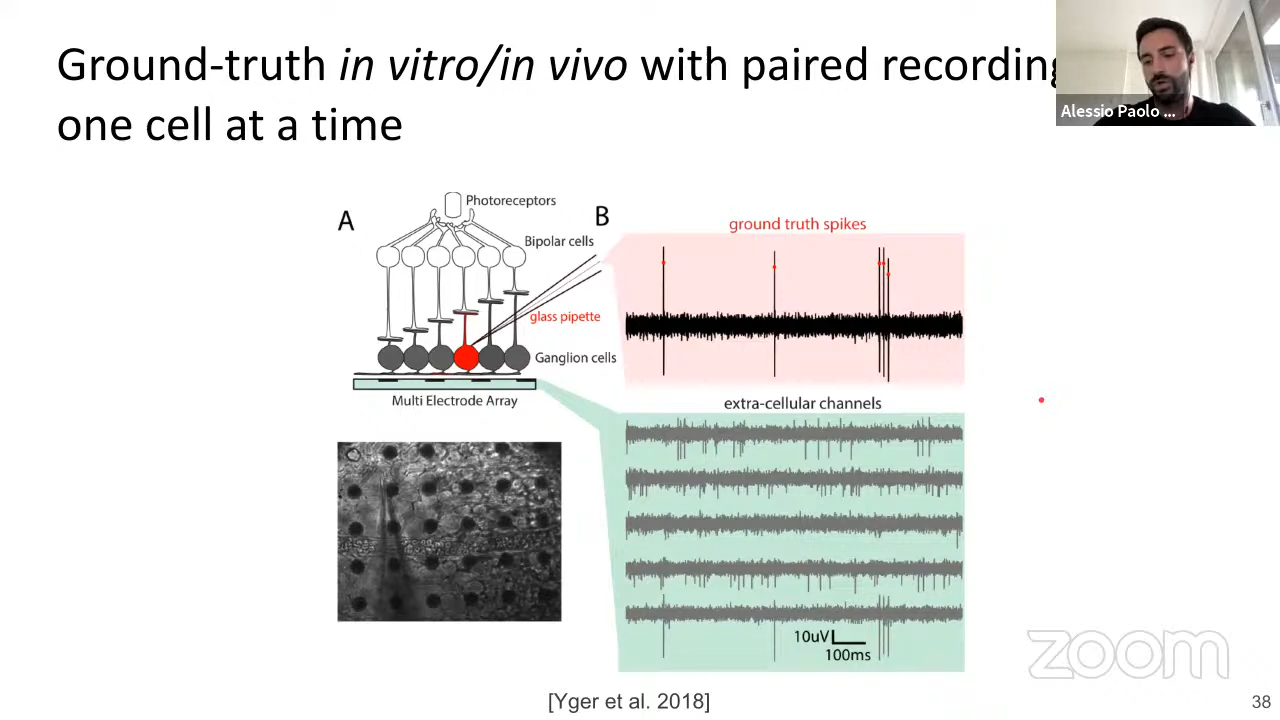 Ground-truth in vitro/in vivo with paired recording
one cell at a time
Alessio Paolo ...
A
Photoreceptors
Bipolar cells
glass pipette
Ganglion cells
Multi Electrode Array
B
ground truth spikes
extra-cellular channels
10uV
100ms
C
zoom
[Yger et al. 2018]
38